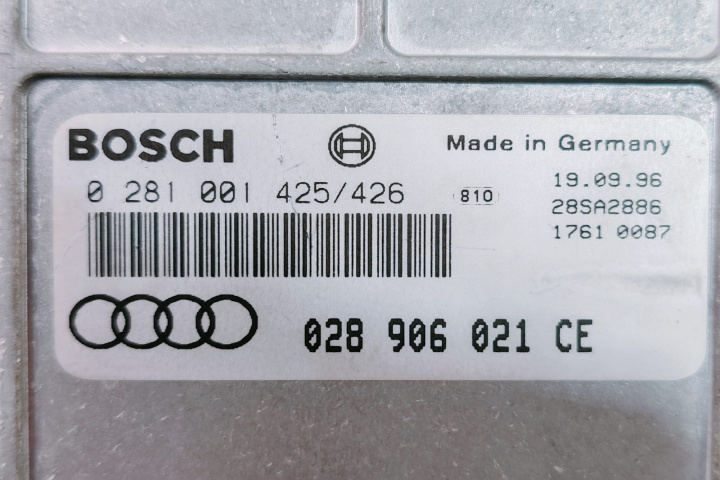 BOSCH
Made in Germany
0 281 001 425/426
810
19.09.96
28SA2886
1761 0087
028 906 021 CE